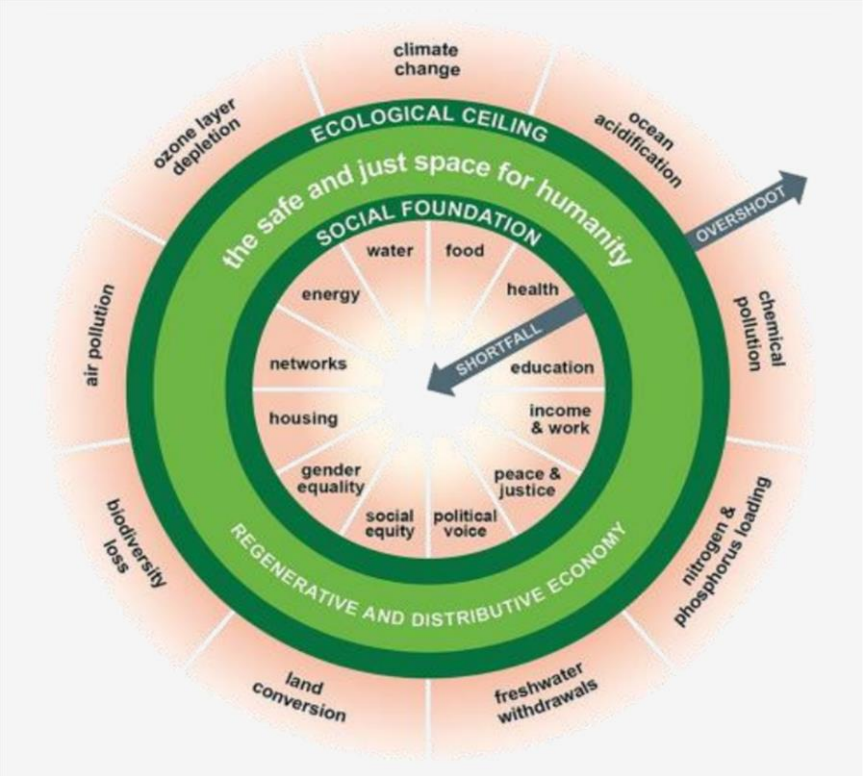 climate
change
ocean
acidification
OVERSHOOT
chemical
pollution
nitrogen &
phosphorus loading
freshwater
withdrawals
land
conversion
biodiversity
loss
air pollution
ozone layer
depletion
ECOLOGICAL CEILING
the safe and just space for humanity
SOCIAL FOUNDATION
water
food
health
SHORTFALL
education
income
& work
peace &
justice
political
voice
social
equity
gender
equality
housing
networks
energy
REGENERATIVE AND DISTRIBUTIVE ECONOMY